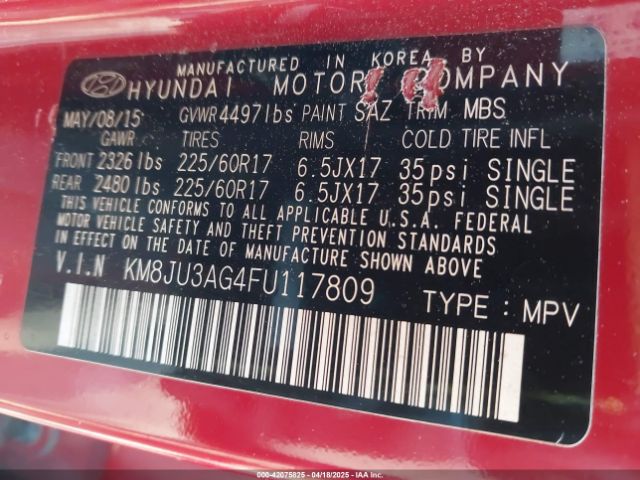 MANUFACTURED IN KOREA BY
HYUNDAI MOTOR COMPANY
MAY/08/15 GVWR 4497lbs PAINT SAZ TRIM MBS
GAWR TIRES RIMS COLD TIRE INFL
FRONT 2326 lbs 225/60R17 6.5JX17 35psi SINGLE
REAR 2480 lbs 225/60R17 6.5JX17 35psi SINGLE
THIS VEHICLE CONFORMS TO ALL APPLICABLE U.S.A. FEDERAL
MOTOR VEHICLE SAFETY AND THEFT PREVENTION STANDARDS
IN EFFECT ON THE DATE OF MANUFACTURE SHOWN ABOVE
V.I.N KM8JU3AG4FU117809 TYPE : MPV
000-42075825 04/18/2025 © IAA Holdings, LLC